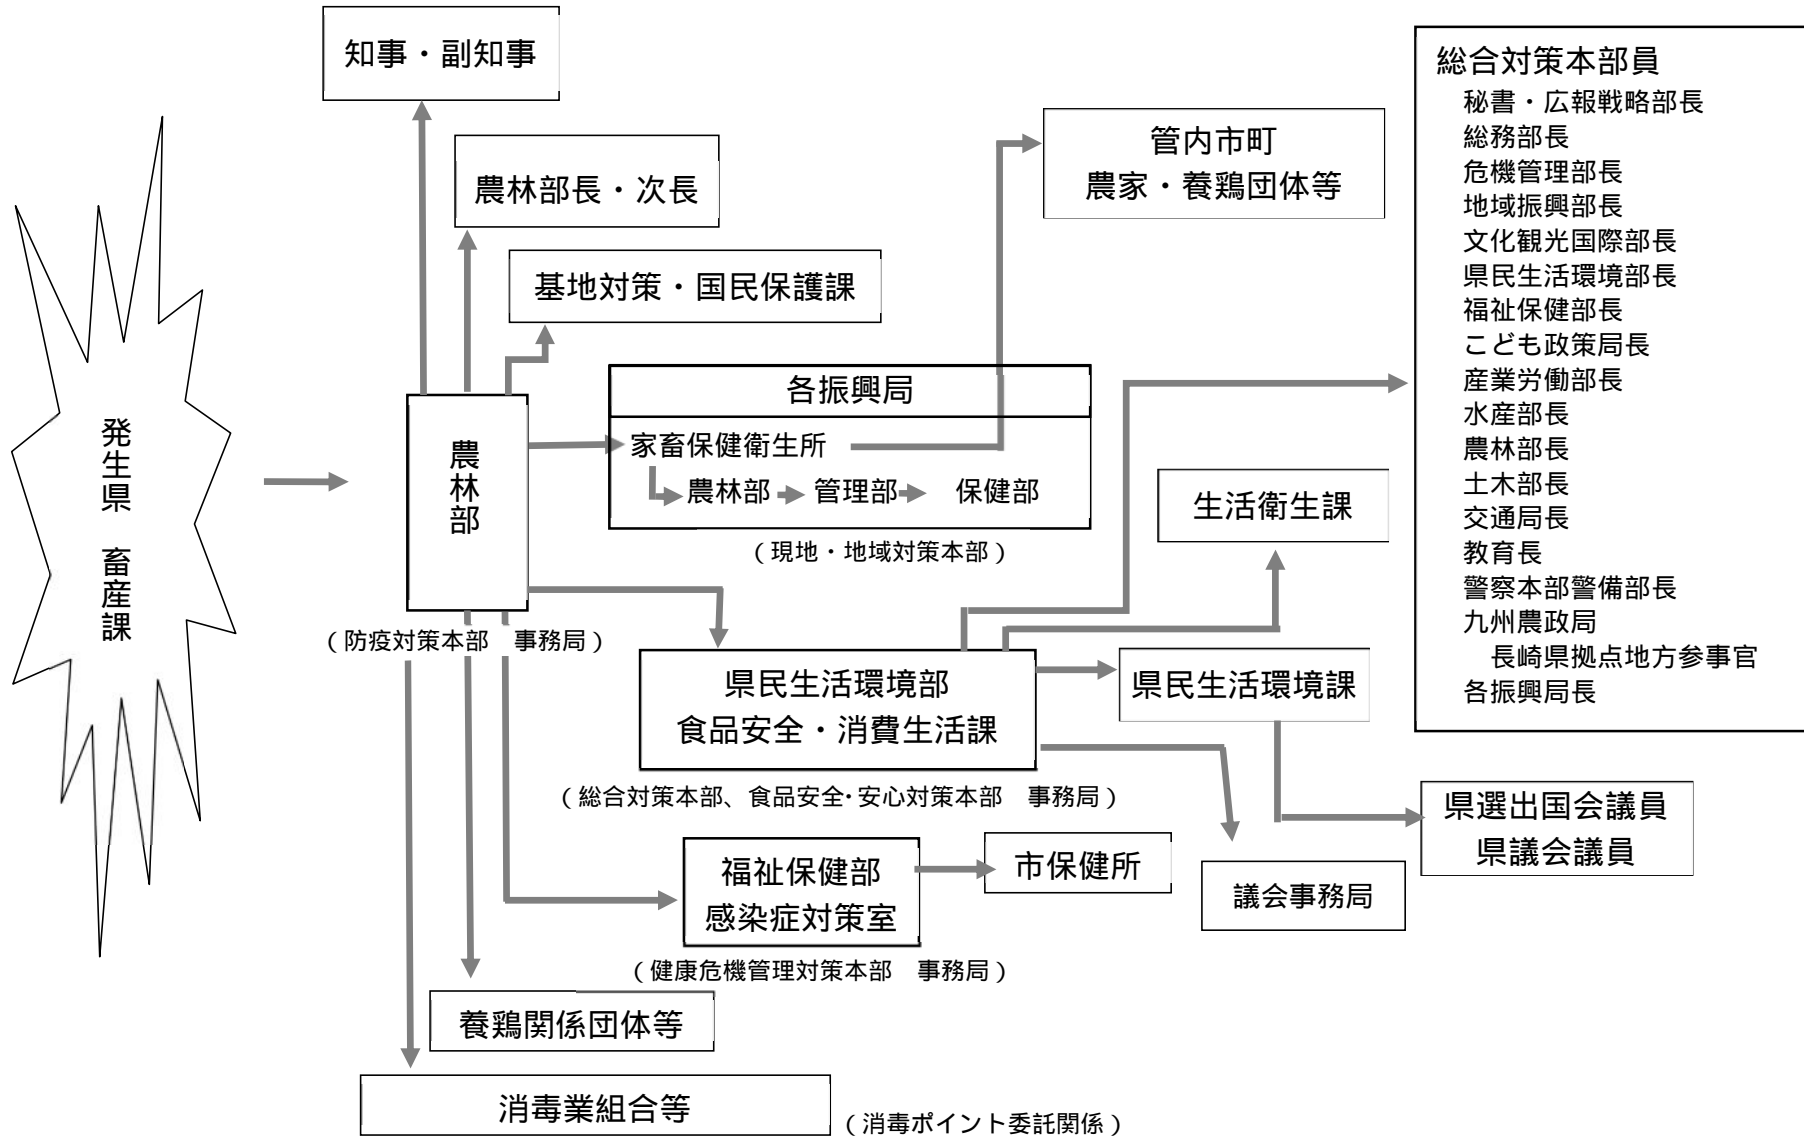 知事・副知事
農林部長・次長
基地対策・国民保護課
管内市町
農家・養鶏団体等
総合対策本部員
秘書・広報戦略部長
総務部長
危機管理部長
地域振興部長
文化観光国際部長
県民生活環境部長
福祉保健部長
こども政策局長
産業労働部長
水産部長
農林部長
土木部長
交通局長
教育長
警察本部警備部長
九州農政局
長崎県拠点地方参事官
各振興局長
発生県　畜産課
農林部
（防疫対策本部　事務局）
各振興局
家畜保健衛生所
農林部
管理部
保健部
（現地・地域対策本部）
生活衛生課
県民生活環境部
食品安全・消費生活課
（総合対策本部、食品安全・安心対策本部　事務局）
県民生活環境課
県選出国会議員
県議会議員
議会事務局
福祉保健部
感染症対策室
（健康危機管理対策本部　事務局）
市保健所
養鶏関係団体等
消毒業組合等
（消毒ポイント委託関係）